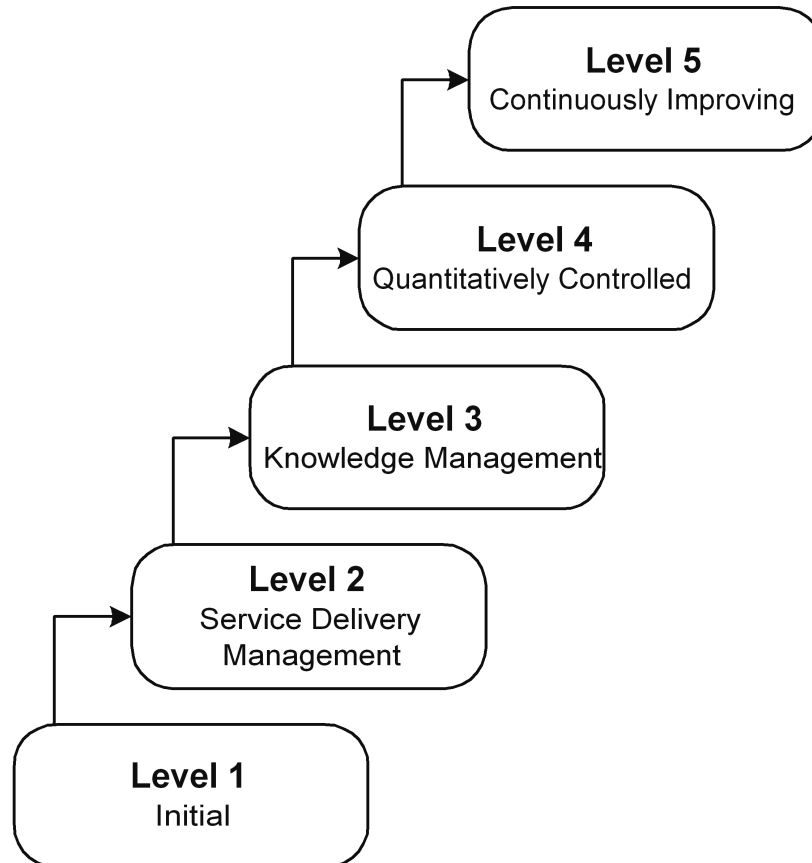 Level 5
Continuously Improving
Level 4
Quantitatively Controlled
Level 3
Knowledge Management
Level 2
Service Delivery
Management
Level 1
Initial